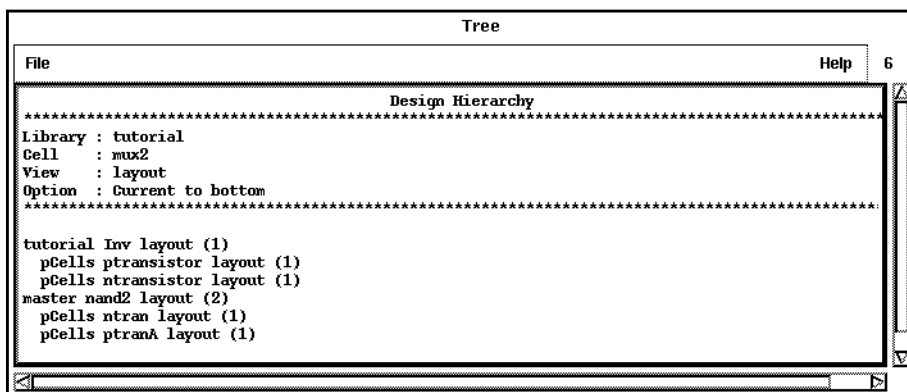 Tree
File Help 6
Design Hierarchy
********************************************************************************************
Library : tutorial
Cell    : mux2
View    : layout
Option  : Current to bottom
********************************************************************************************
tutorial Inv layout (1)
  pCells ptransistor layout (1)
  pCells ntransistor layout (1)
master nand2 layout (2)
  pCells ntran layout (1)
  pCells ptranA layout (1)